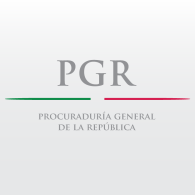 PGR
PROCURADURÍA GENERAL
DE LA REPÚBLICA